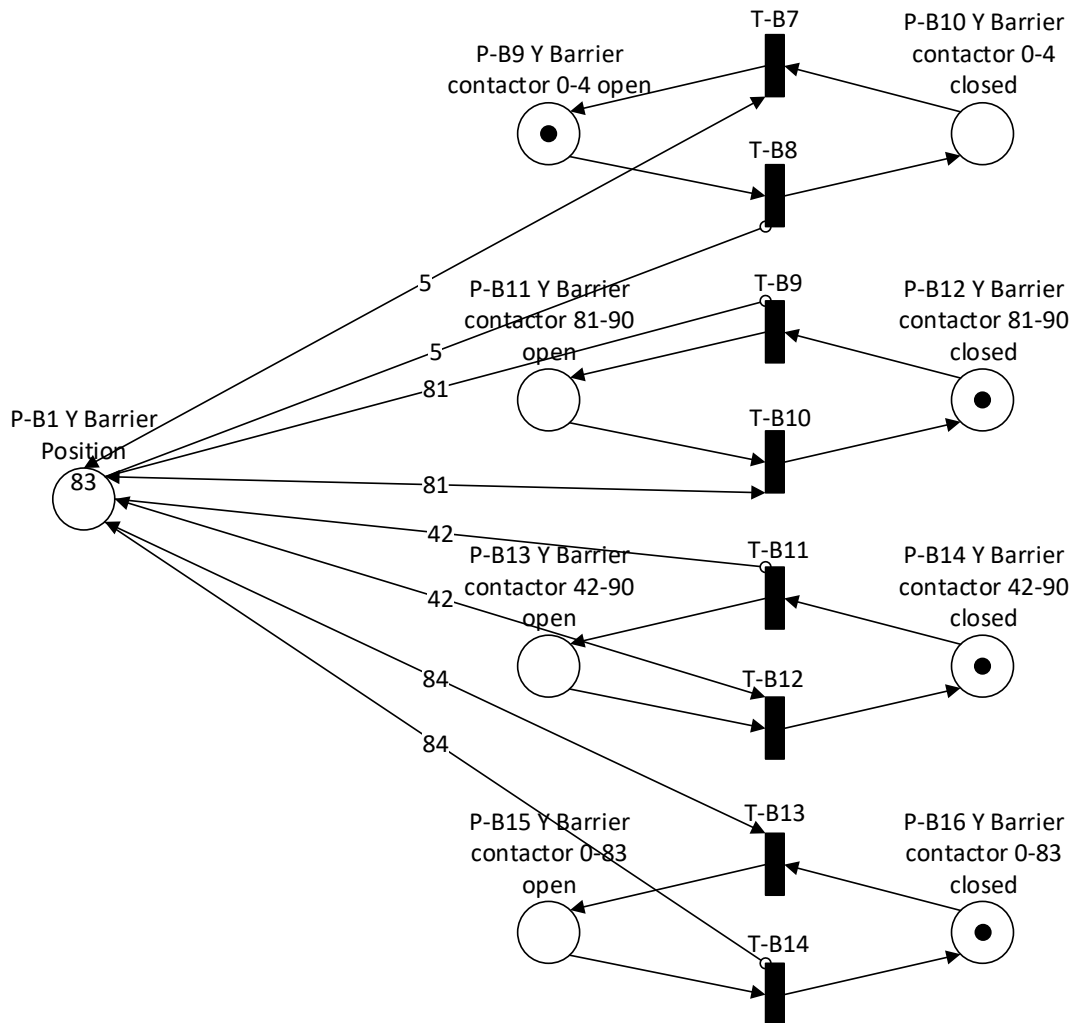 T-B7
P-B10 Y Barrier
contactor 0-4
closed
P-B9 Y Barrier
contactor 0-4 open
T-B8
5
P-B11 Y Barrier
contactor 81-90
open
T-B9
P-B12 Y Barrier
contactor 81-90
closed
5
81
T-B10
P-B1 Y Barrier
Position
83
81
42
P-B13 Y Barrier
contactor 42-90
open
T-B11
P-B14 Y Barrier
contactor 42-90
closed
42
T-B12
84
84
P-B15 Y Barrier
contactor 0-83
open
T-B13
P-B16 Y Barrier
contactor 0-83
closed
T-B14